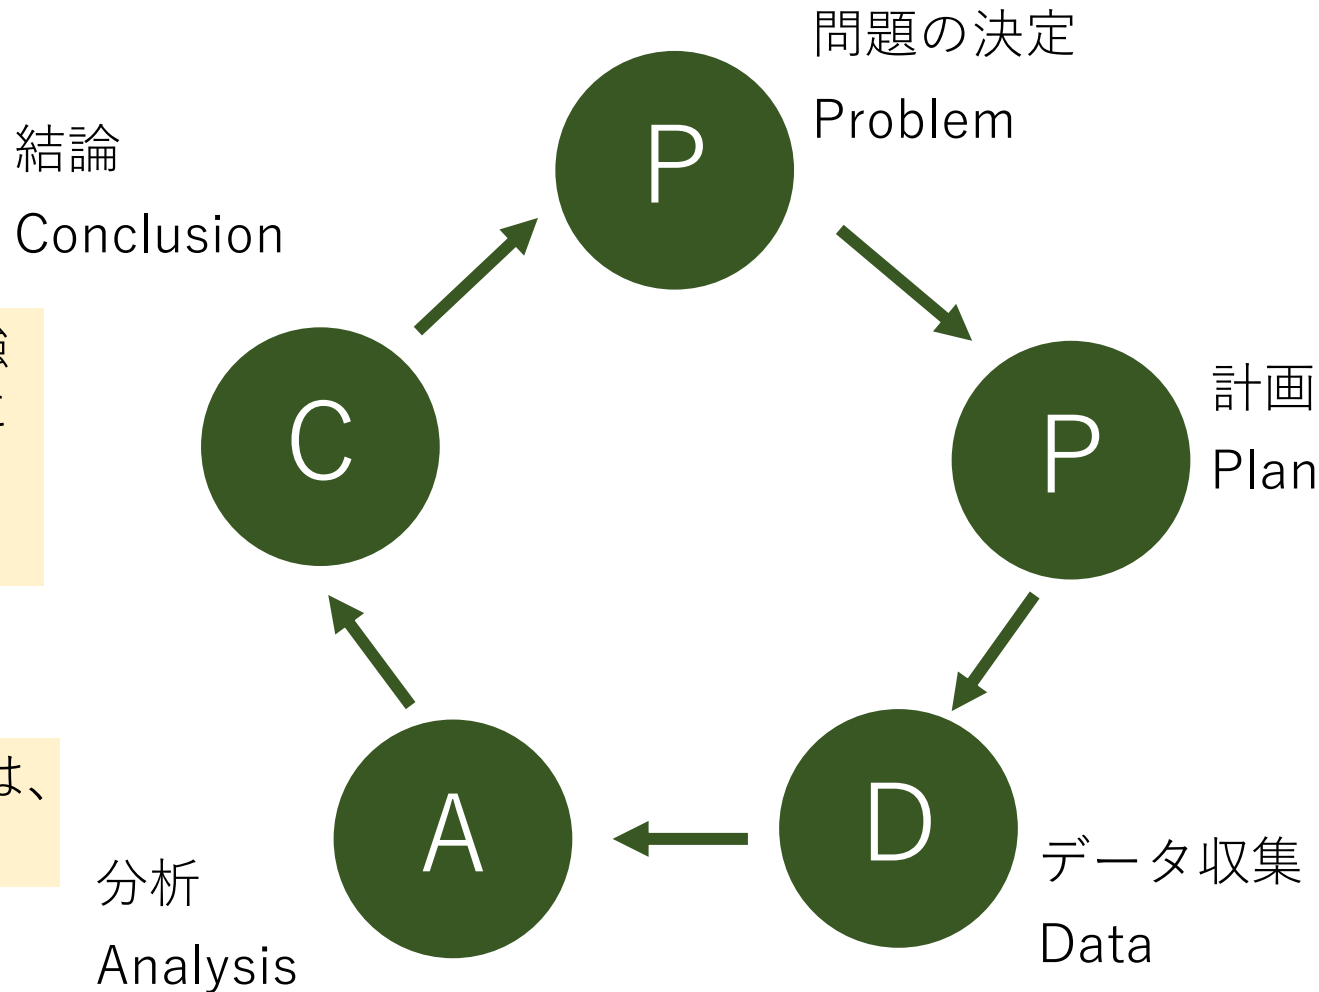 問題の決定
Problem
P
計画
Plan
P
データ収集
Data
D
分析
Analysis
A
結論
Conclusion
C
は、